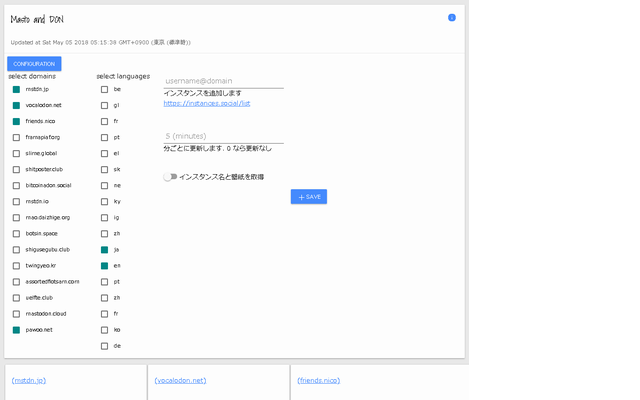 Masto and DON
Updated at Sat May 05 2018 05:15:38 GMT+0900 (東京 (標準時))
CONFIGURATION
select domains
mstdn.jp
vocalodon.net
friends.nico
framapiaf.org
slime.global
shitposter.club
bitcoinadon.social
mstdn.io
mao.daizhige.org
botsin.space
shigusegubu.club
twingyeo.kr
assortedflotsam.com
uelfte.club
mastodon.cloud
pawoo.net
select languages
be
gl
fr
pt
el
sk
ne
ky
ig
zh
ja
en
pt
zh
fr
ko
de
username@domain
インスタンスを追加します
https://instances.social/list
5 (minutes)
分ごとに更新します. 0 なら更新なし
インスタンス名と壁紙を取得
+ SAVE
(mstdn.jp)
(vocalodon.net)
(friends.nico)